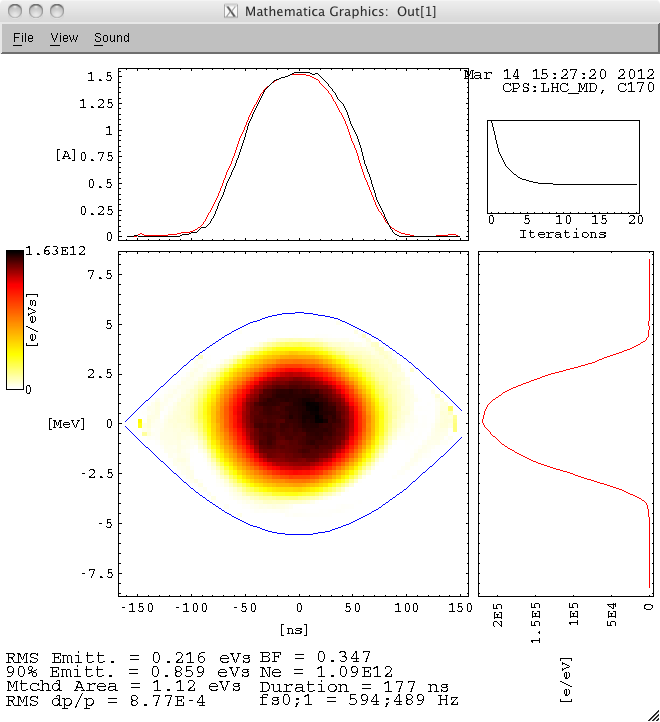 Mathematica Graphics: Out[1]
File View Sound
Mar 14 15:27:20 2012
CPS:LHC_MD, C170
1.5
1.25
1
[A] 0.75
0.5
0.25
0
0 5 10 15 20
Iterations
1.63E12
[e/eVs]
0
7.5
5
2.5
[MeV] 0
-2.5
-5
-7.5
-150 -100 -50 0 50 100 150
[ns]
2E5 1.5E5 1E5 5E4 0
[e/eV]
RMS Emitt. = 0.216 eVs BF = 0.347
90% Emitt. = 0.859 eVs Ne = 1.09E12
Mtchd Area = 1.12 eVs Duration = 177 ns
RMS dp/p = 8.77E-4 fs0;1 = 594;489 Hz